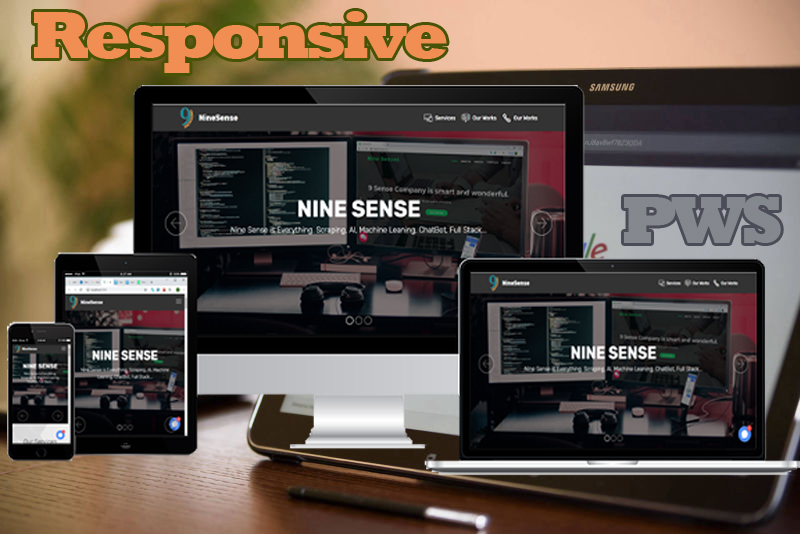 Responsive
SAMSUNG
PWS
NineSense
Services
Our Works
Our Works
9 Sense Company is smart and wonderful.
NINE SENSE
Nine Sense is Everything. Scraping, AI, Machine Leaning, ChatBot, Full Stack...
NineSense
NINE SENSE
Nine Sense is Everything. Scraping, AI, Machine Leaning, ChatBot, Full Stack...
NineSense
NINE SENSE
Our Services
NineSense
Services
Our Works
Our Works
9 Sense Company is smart and wonderful.
NINE SENSE
Nine Sense is Everything. Scraping, AI, Machine Leaning, ChatBot, Full Stack...